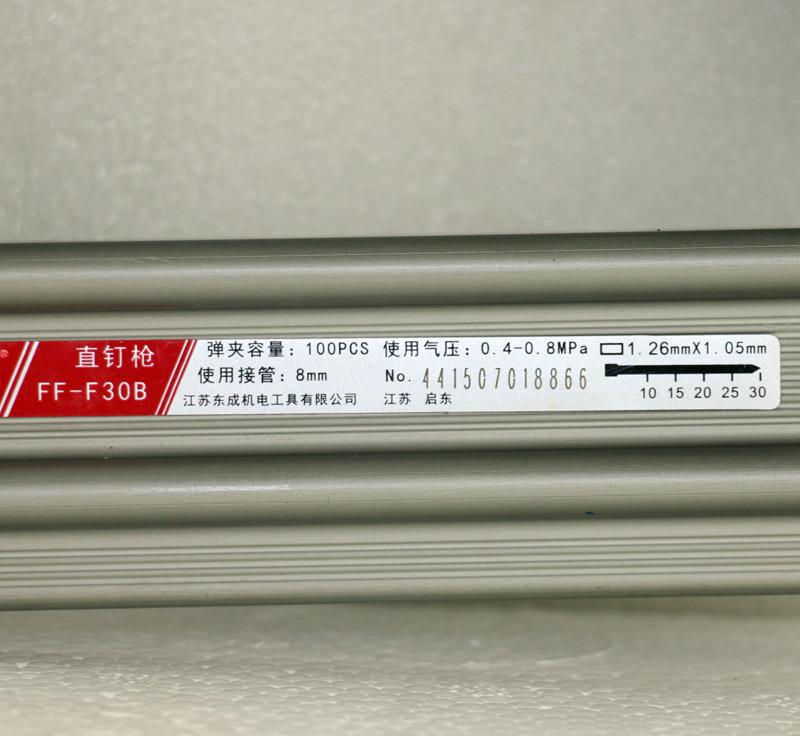 ®
直钉枪
FF-F30B
弹夹容量：100PCS 使用气压：0.4-0.8MPa 1.26mmX1.05mm
使用接管：8mm No. 441507018866
江苏东成机电工具有限公司 江苏 启东
10 15 20 25 30